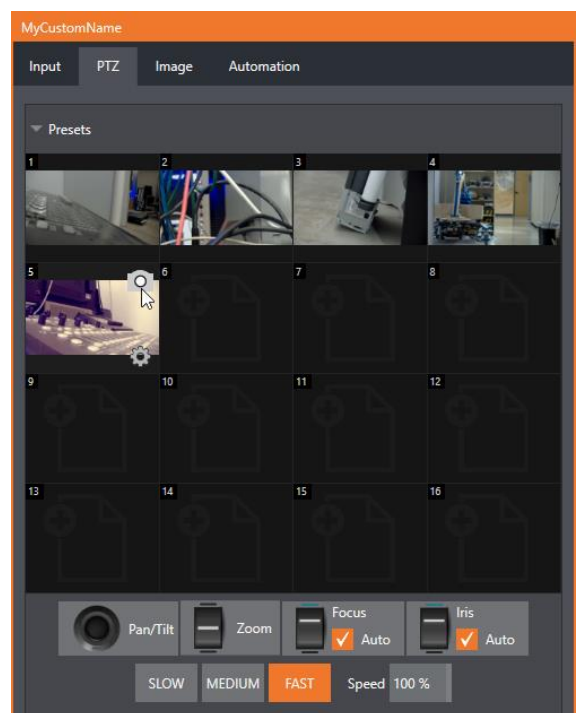 MyCustomName
Input PTZ Image Automation
Presets
1 2 3 4
5 6 7 8
9 10 11 12
13 14 15 16
Pan/Tilt Zoom Focus Auto Iris Auto
SLOW MEDIUM FAST Speed 100 %